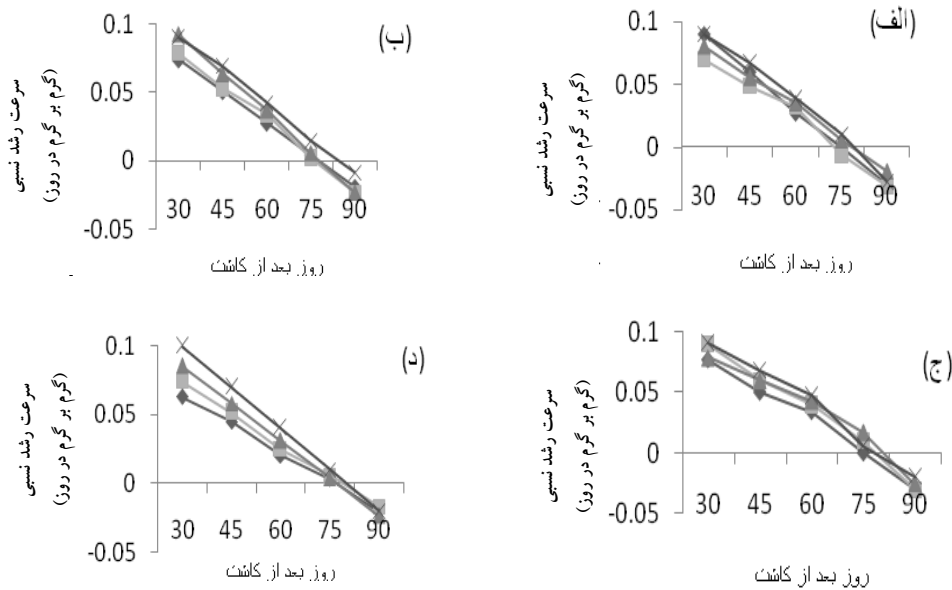 (الف)
سرعت رشد نسبی
(گرم بر گرم در روز)
0.1
0.05
0
-0.05
30 45 60 75 90
روز بعد از کاشت
(ب)
سرعت رشد نسبی
(گرم بر گرم در روز)
0.1
0.05
0
-0.05
30 45 60 75 90
روز بعد از کاشت
(ج)
سرعت رشد نسبی
(گرم بر گرم در روز)
0.1
0.05
0
-0.05
30 45 60 75 90
روز بعد از کاشت
(د)
سرعت رشد نسبی
(گرم بر گرم در روز)
0.1
0.05
0
-0.05
30 45 60 75 90
روز بعد از کاشت